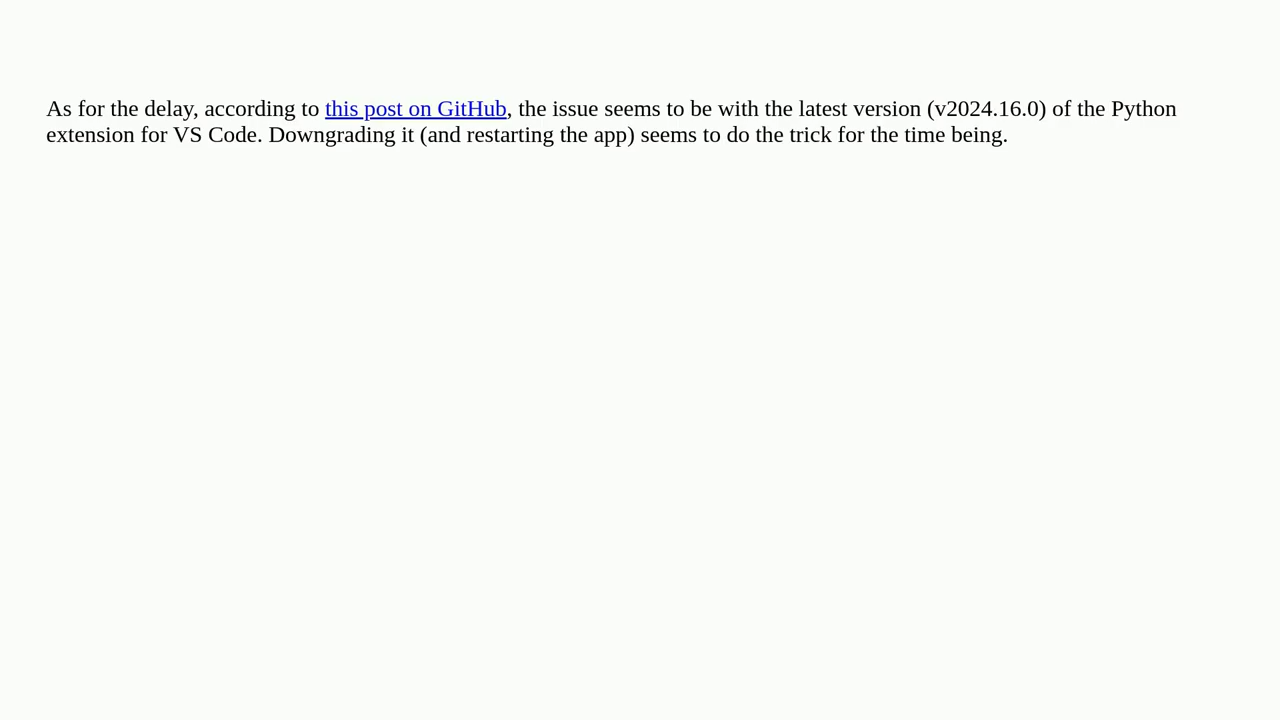 As for the delay, according to this post on GitHub, the issue seems to be with the latest version (v2024.16.0) of the Python
extension for VS Code. Downgrading it (and restarting the app) seems to do the trick for the time being.